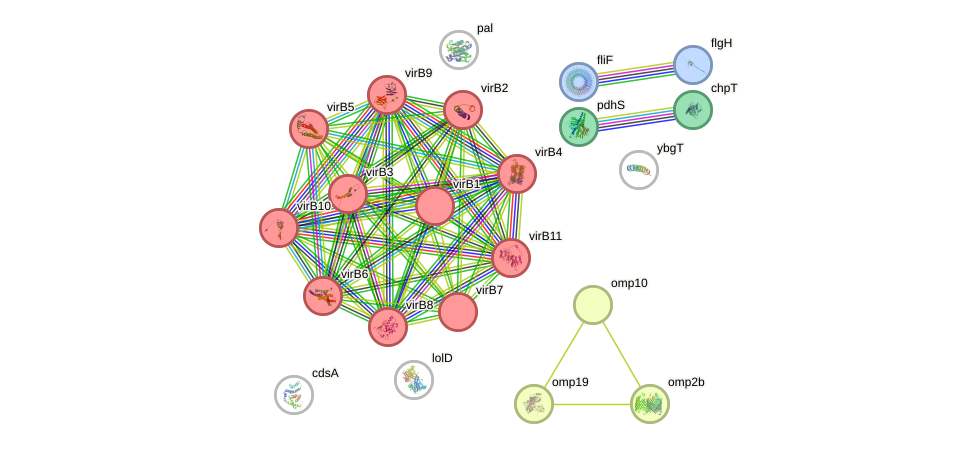 pal
flgH
fliF
virB9
chpT
virB2
pdhS
virB5
ybgT
virB4
virB3
virB1
virB10
virB11
virB6
omp10
virB7
virB8
lolD
cdsA
omp19
omp2b